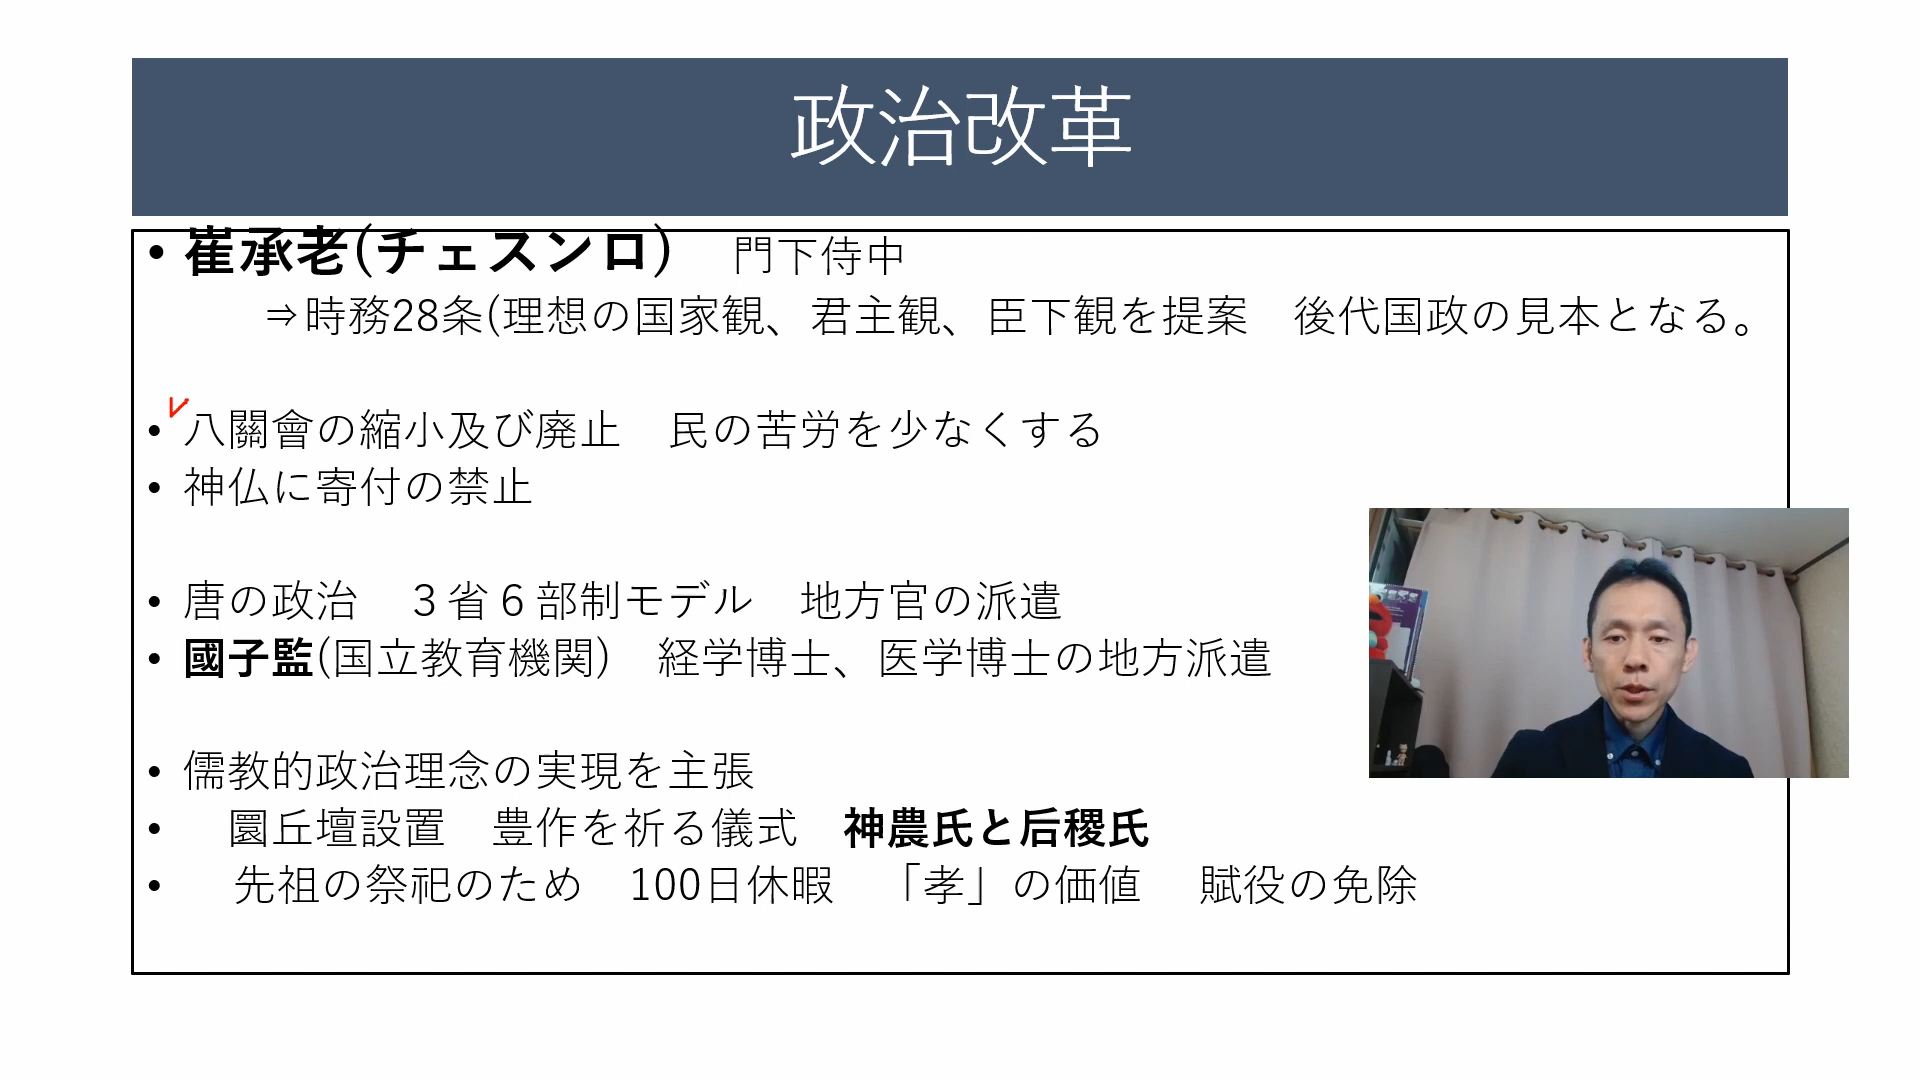 政治改革
• 崔承老(チェスンロ)　門下侍中
⇒時務28条(理想の国家観、君主観、臣下観を提案　後代国政の見本となる。
• 八關會の縮小及び廃止　民の苦労を少なくする
• 神仏に寄付の禁止
• 唐の政治　３省６部制モデル　地方官の派遣
• 國子監(国立教育機関)　経学博士、医学博士の地方派遣
• 儒教的政治理念の実現を主張
•　圜丘壇設置　豊作を祈る儀式　神農氏と后稷氏
•　先祖の祭祀のため　100日休暇　「孝」の価値　賦役の免除